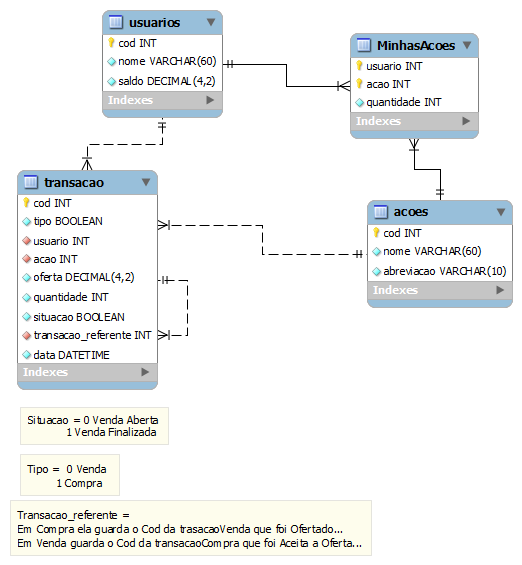 usuarios
cod INT
nome VARCHAR(60)
saldo DECIMAL(4,2)
Indexes
MinhasAcoes
usuario INT
acao INT
quantidade INT
Indexes
transacao
cod INT
tipo BOOLEAN
usuario INT
acao INT
oferta DECIMAL(4,2)
quantidade INT
situacao BOOLEAN
transacao_referente INT
data DATETIME
Indexes
acoes
cod INT
nome VARCHAR(60)
abreviacao VARCHAR(10)
Indexes
Situacao = 0 Venda Aberta
1 Venda Finalizada
Tipo = 0 Venda
1 Compra
Transacao_referente =
Em Compra ela guarda o Cod da trasacaoVenda que foi Ofertado...
Em Venda guarda o Cod da transacaoCompra que foi Aceita a Oferta...